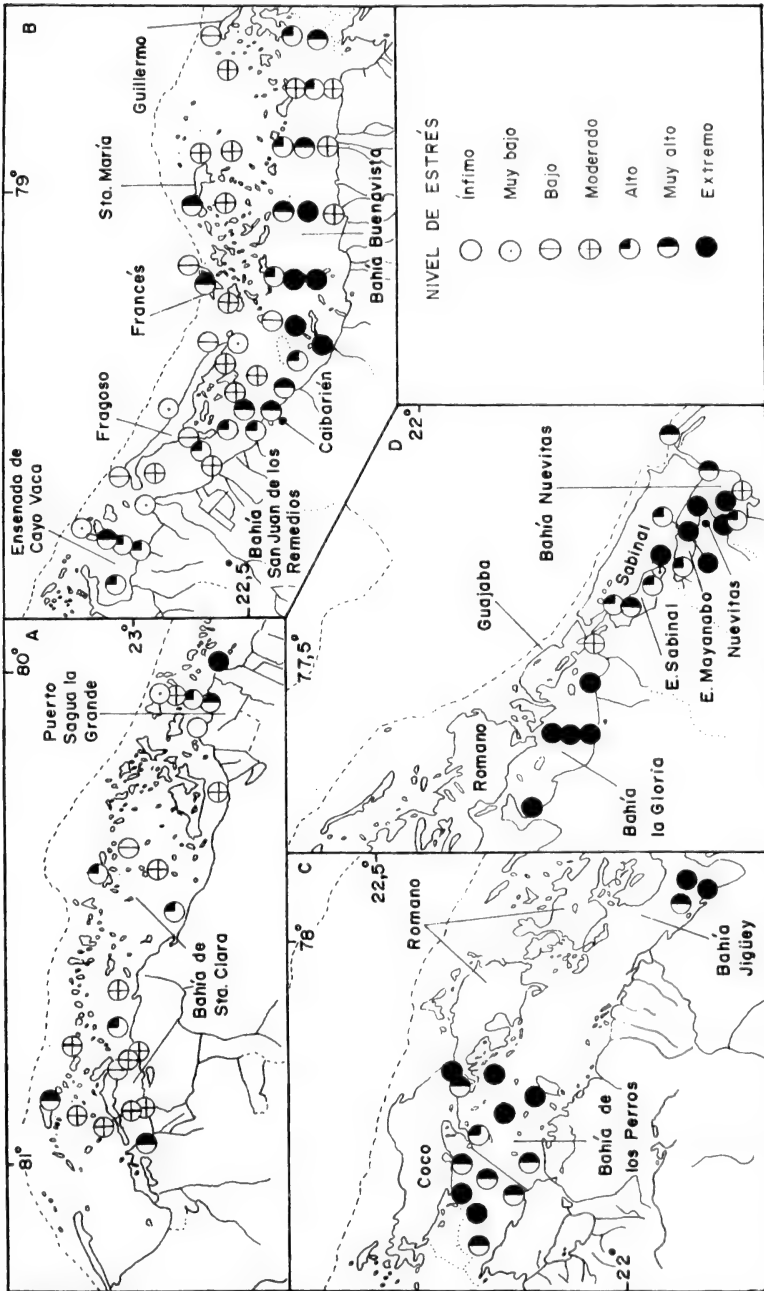 A
81
80°
23°
Bahía de
Sta. Clara
Puerto
Sagua la
Grande
B
79
22,5
Ensenada de
Cayo Vaca
Fragoso
Francés
Sta. María
Guillermo
Bahía
San Juan de los
Remedios
Caibarién
Bahía Buenavista
C
22,5
78
22°
Coco
Romano
Bahía de
los Perros
Bahía
Jigüey
D
77,5°
22°
Romano
Guajaba
Sabinal
Bahía Nuevitas
Bahía
la Gloria
E. Sabinal
E. Mayanabo
Nuevitas
NIVEL DE ESTRÉS
Ínfimo
Muy bajo
Bajo
Moderado
Alto
Muy alto
Extremo